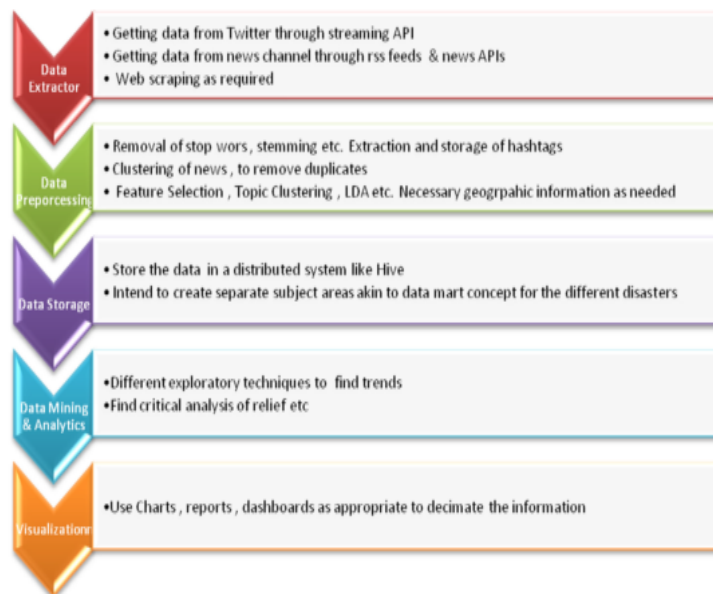 Data
Extractor
• Getting data from Twitter through streaming API
• Getting data from news channel through rss feeds & news APIs
• Web scraping as required
Data
Preporcessing
• Removal of stop wors , stemming etc. Extraction and storage of hashtags
• Clustering of news , to remove duplicates
• Feature Selection , Topic Clustering , LDA etc. Necessary geogrpahic information as needed
Data Storage
• Store the data in a distributed system like Hive
• Intend to create separate subject areas akin to data mart concept for the different disasters
Data Mining
& Analytics
•Different exploratory techniques to find trends
•Find critical analysis of relief etc
Visualizationn
•Use Charts , reports , dashboards as appropriate to decimate the information